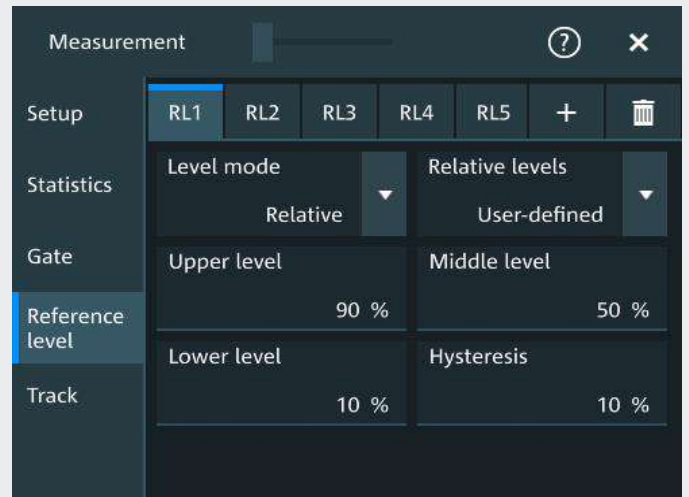 Measurement
?
Setup
RL1 RL2 RL3 RL4 RL5 +
Statistics
Level mode
Relative
Relative levels
User-defined
Gate
Upper level
90 %
Middle level
50 %
Reference
level
Lower level
10 %
Hysteresis
10 %
Track